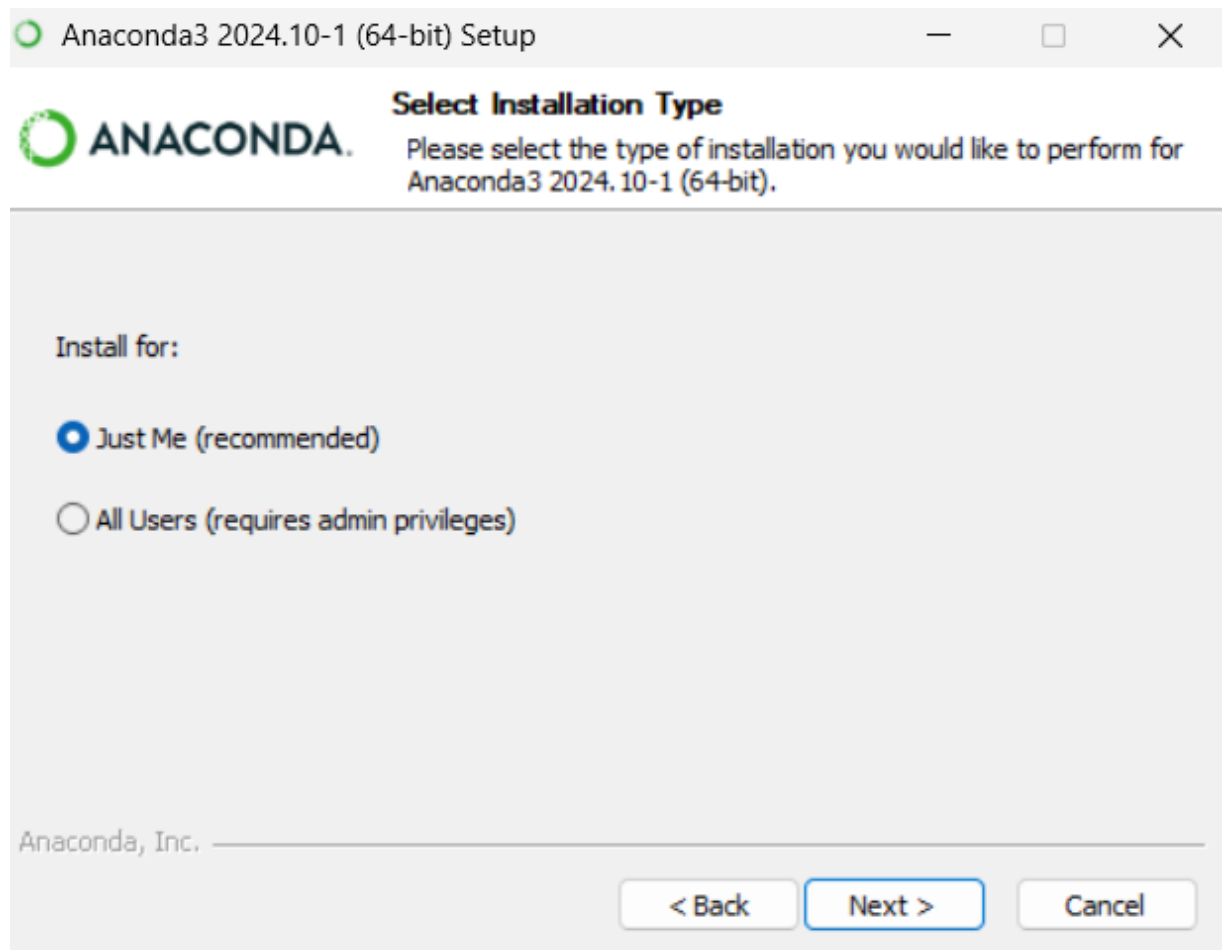 Anaconda3 2024.10-1 (64-bit) Setup
ANACONDA.
Select Installation Type
Please select the type of installation you would like to perform for
Anaconda3 2024.10-1 (64-bit).
Install for:
Just Me (recommended)
All Users (requires admin privileges)
Anaconda, Inc.
< Back
Next >
Cancel